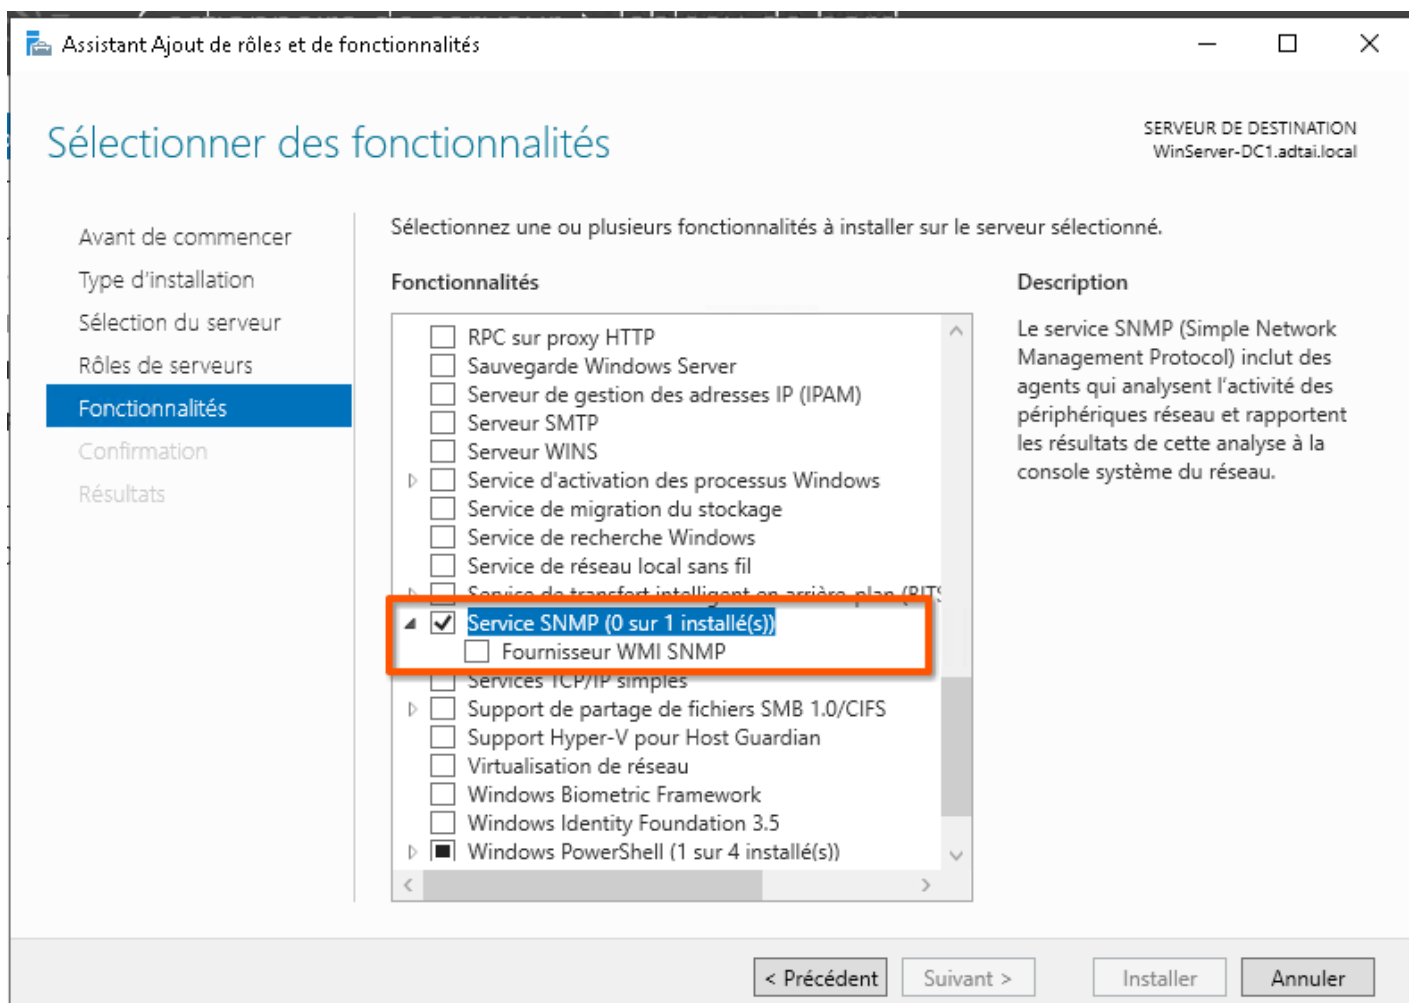 Assistant Ajout de rôles et de fonctionnalités
Sélectionner des fonctionnalités
SERVEUR DE DESTINATION
WinServer-DC1.adtai.local
Avant de commencer
Type d'installation
Sélection du serveur
Rôles de serveurs
Fonctionnalités
Confirmation
Résultats
Sélectionnez une ou plusieurs fonctionnalités à installer sur le serveur sélectionné.
Fonctionnalités
RPC sur proxy HTTP
Sauvegarde Windows Server
Serveur de gestion des adresses IP (IPAM)
Serveur SMTP
Serveur WINS
Service d'activation des processus Windows
Service de migration du stockage
Service de recherche Windows
Service de réseau local sans fil
Service de transfert intelligent en arrière-plan (BITS
Service SNMP (0 sur 1 installé(s))
Fournisseur WMI SNMP
Services TCP/IP simples
Support de partage de fichiers SMB 1.0/CIFS
Support Hyper-V pour Host Guardian
Virtualisation de réseau
Windows Biometric Framework
Windows Identity Foundation 3.5
Windows PowerShell (1 sur 4 installé(s))
Description
Le service SNMP (Simple Network
Management Protocol) inclut des
agents qui analysent l'activité des
périphériques réseau et rapportent
les résultats de cette analyse à la
console système du réseau.
< Précédent
Suivant >
Installer
Annuler